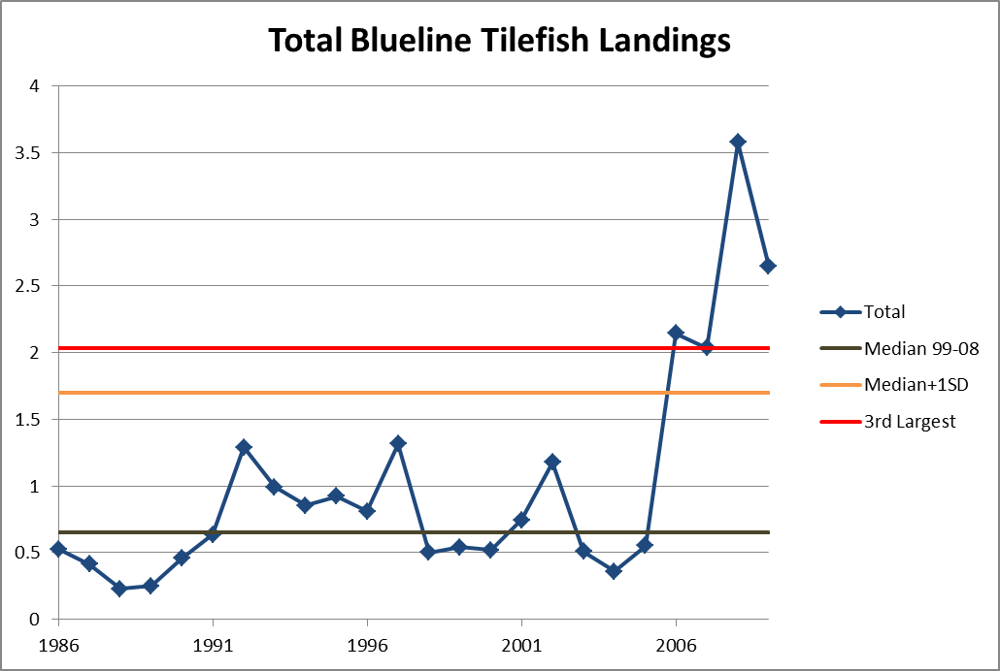 Total Blueline Tilefish Landings
4
3.5
3
2.5
2
1.5
1
0.5
0
1986 1991 1996 2001 2006
Total
Median 99-08
Median+1SD
3rd Largest